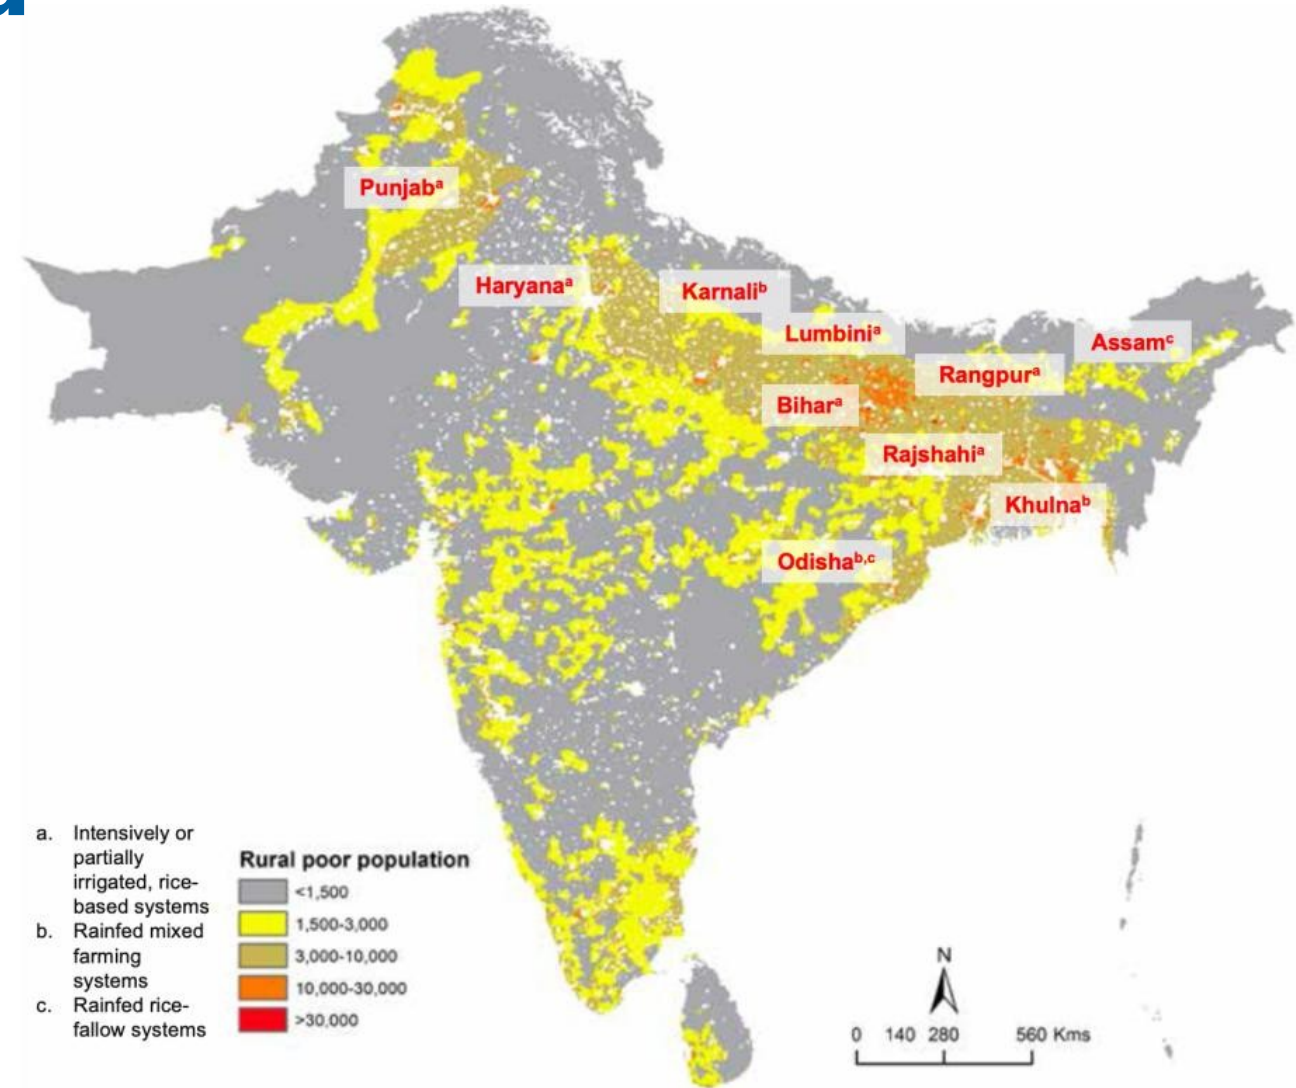 Punjabᵃ
Haryanaᵃ
Karnaliᵇ
Lumbiniᵃ
Assamᶜ
Rangpurᵃ
Biharᵃ
Rajshahiᵃ
Khulnaᵇ
Odishaᵇ,ᶜ
a. Intensively or
partially
irrigated, rice-
based systems
b. Rainfed mixed
farming
systems
c. Rainfed rice-
fallow systems
Rural poor population
<1,500
1,500-3,000
3,000-10,000
10,000-30,000
>30,000
N
0 140 280 560 Kms